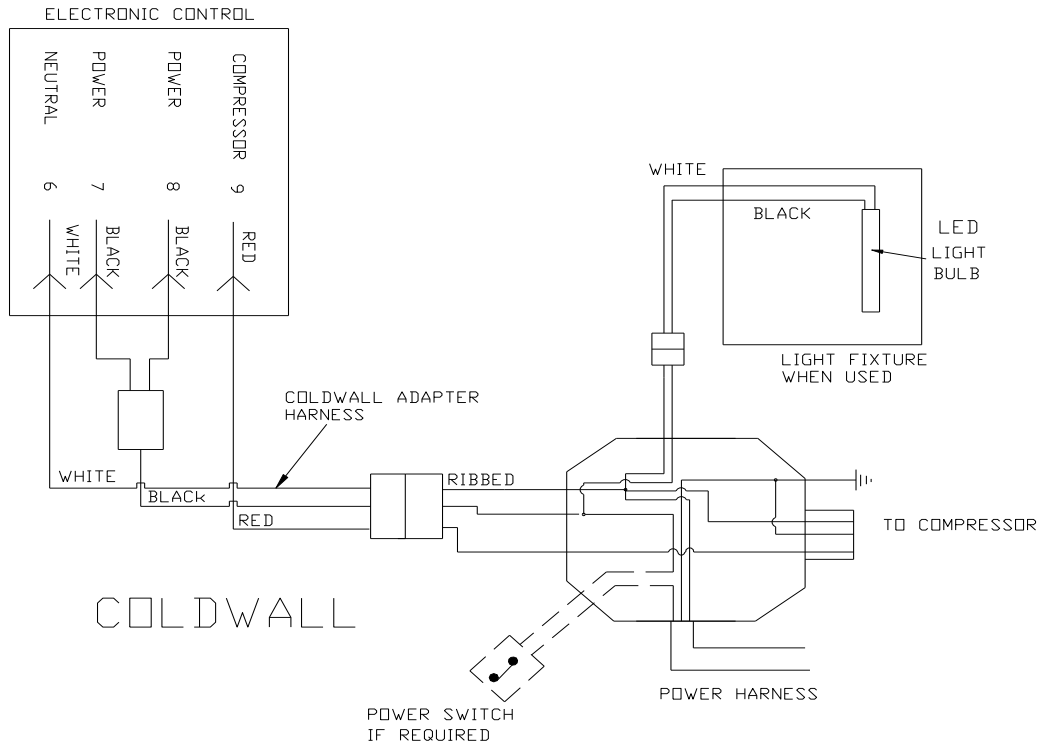 ELECTRONIC CONTROL
NEUTRAL
POWER
POWER
COMPRESSOR
6
7
8
9
WHITE
BLACK
BLACK
RED
WHITE
BLACK
LED
LIGHT
BULB
LIGHT FIXTURE
WHEN USED
COLDWALL ADAPTER
HARNESS
WHITE
BLACK
RED
RIBBED
TO COMPRESSOR
COLDWALL
POWER HARNESS
POWER SWITCH
IF REQUIRED